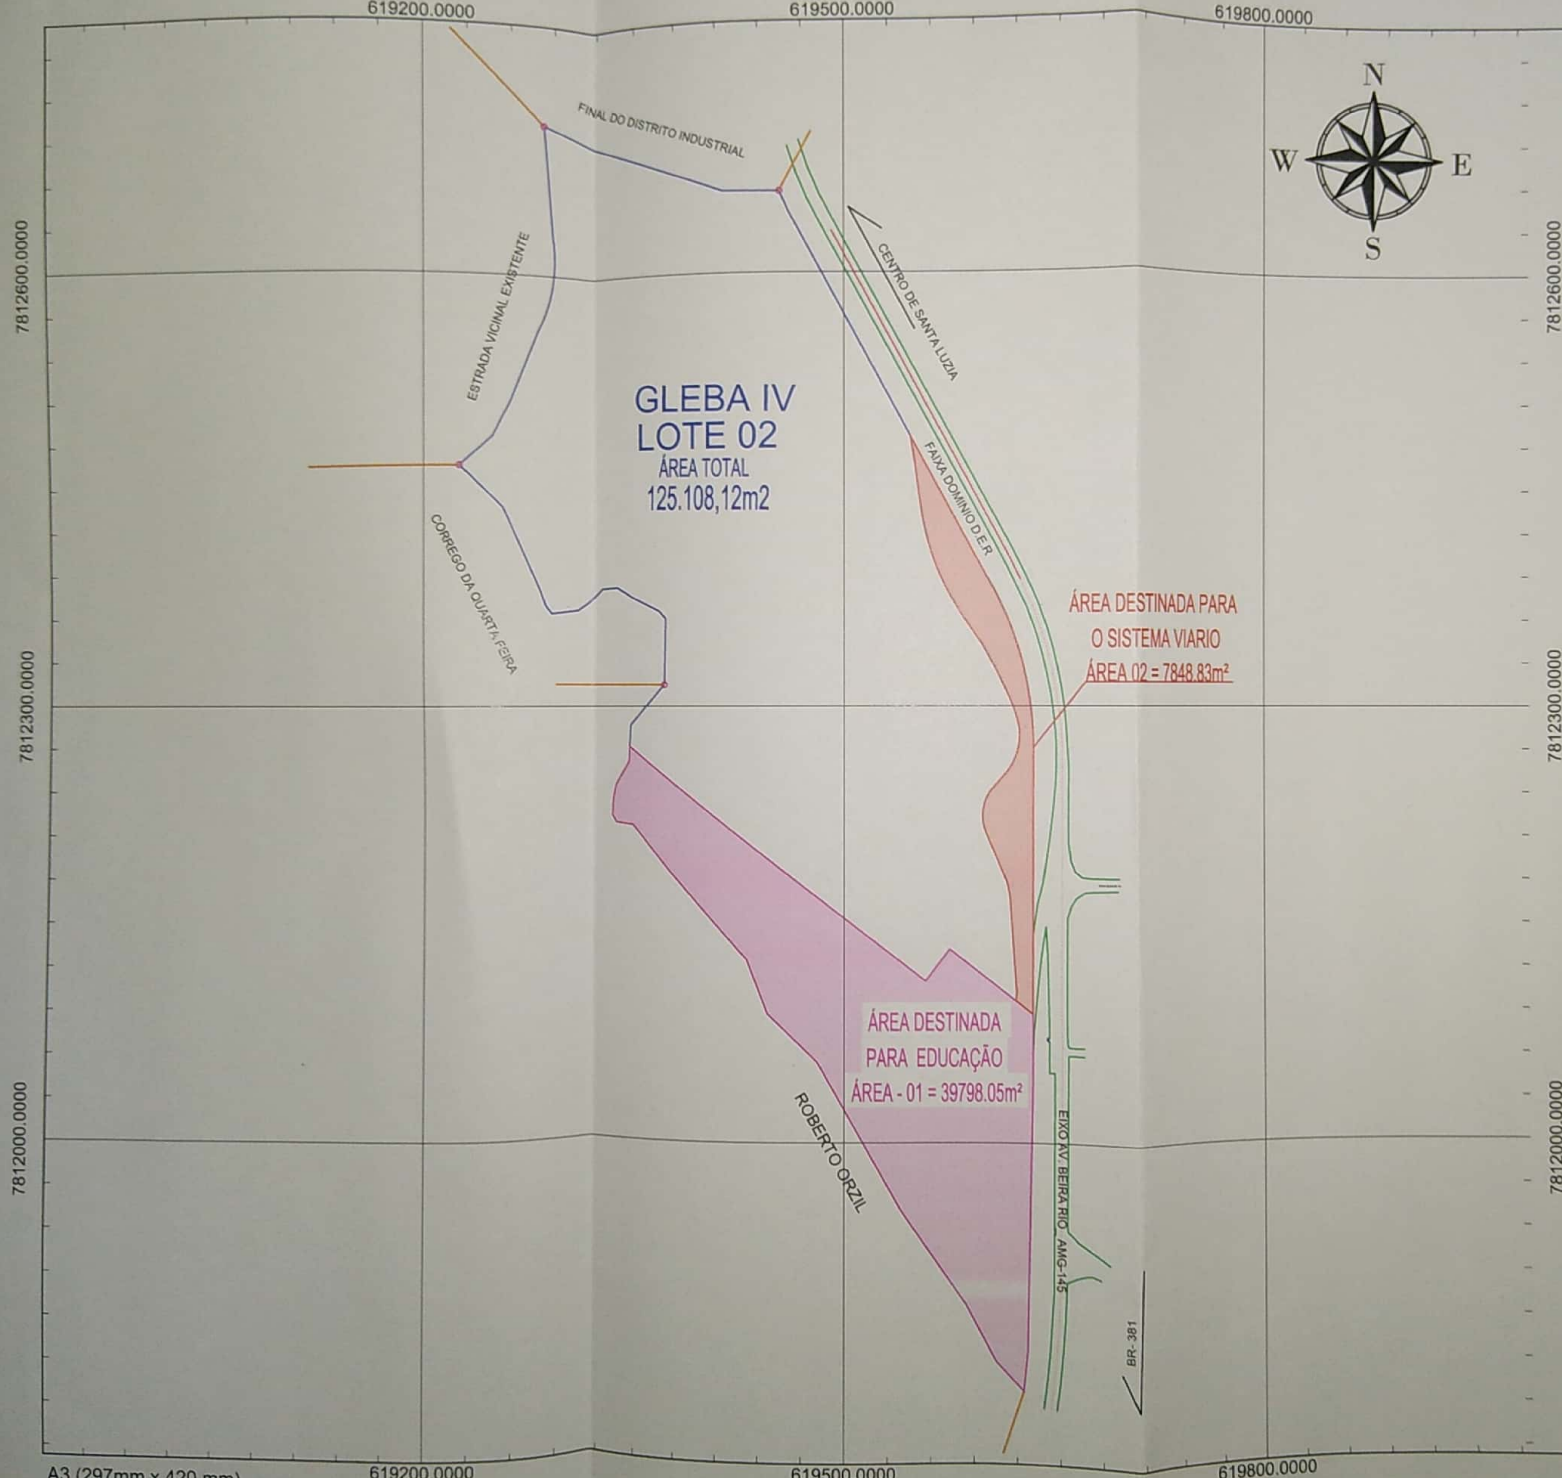 619200.0000
619500.0000
619800.0000
N
W
E
S
FINAL DO DISTRITO INDUSTRIAL
7812600.0000
7812600.0000
ESTRADA VICINAL EXISTENTE
CENTRO DE SANTA LUZIA
GLEBA IV
LOTE 02
ÁREA TOTAL
125.108,12m2
FAIXA DOMINIO D.E.R
CORREGO DA QUARTA FEIRA
ÁREA DESTINADA PARA
O SISTEMA VIARIO
ÁREA 02 = 7848.83m²
7812300.0000
7812300.0000
ÁREA DESTINADA
PARA EDUCAÇÃO
ÁREA - 01 = 39798.05m²
ROBERTO ORZIL
EIXO AV. BEIRA RIO AMG-145
7812000.0000
7812000.0000
BR- 381
A3 (297mm x 420 mm)
619200.0000
619500.0000
619800.0000